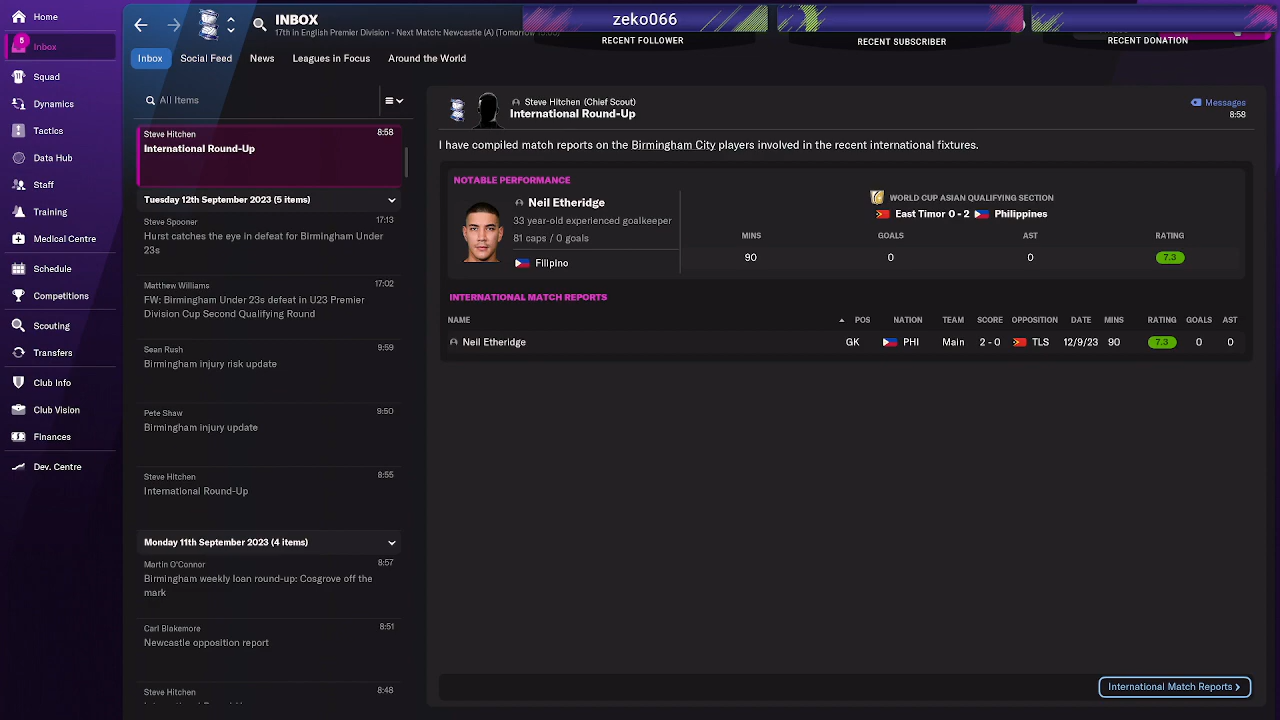 Home
5
Inbox
Squad
Dynamics
Tactics
Data Hub
Staff
Training
Medical Centre
Schedule
Competitions
Scouting
Transfers
Club Info
Club Vision
Finances
Dev. Centre
INBOX
17th in English Premier Division - Next Match: Newcastle (A) (Tomorrow
zeko066
RECENT FOLLOWER
RECENT SUBSCRIBER
RECENT DONATION
Inbox Social Feed News Leagues in Focus Around the World
All Items
Steve Hitchen 8:58
International Round-Up
Tuesday 12th September 2023 (5 items)
Steve Spooner 17:13
Hurst catches the eye in defeat for Birmingham Under
23s
Matthew Williams 17:02
FW: Birmingham Under 23s defeat in U23 Premier
Division Cup Second Qualifying Round
Sean Rush 9:59
Birmingham injury risk update
Pete Shaw 9:50
Birmingham injury update
Steve Hitchen 8:55
International Round-Up
Monday 11th September 2023 (4 items)
Martin O'Connor 8:57
Birmingham weekly loan round-up: Cosgrove off the
mark
Carl Blakemore 8:51
Newcastle opposition report
Steve Hitchen 8:48
Steve Hitchen (Chief Scout)
International Round-Up
Messages
8:58
I have compiled match reports on the Birmingham City players involved in the recent international fixtures.
NOTABLE PERFORMANCE
Neil Etheridge
33 year-old experienced goalkeeper
81 caps / 0 goals
Filipino
WORLD CUP ASIAN QUALIFYING SECTION
East Timor 0 - 2 Philippines
MINS GOALS AST RATING
90 0 0 7.3
INTERNATIONAL MATCH REPORTS
NAME POS NATION TEAM SCORE OPPOSITION DATE MINS RATING GOALS AST
Neil Etheridge GK PHI Main 2 - 0 TLS 12/9/23 90 7.3 0 0
International Match Reports